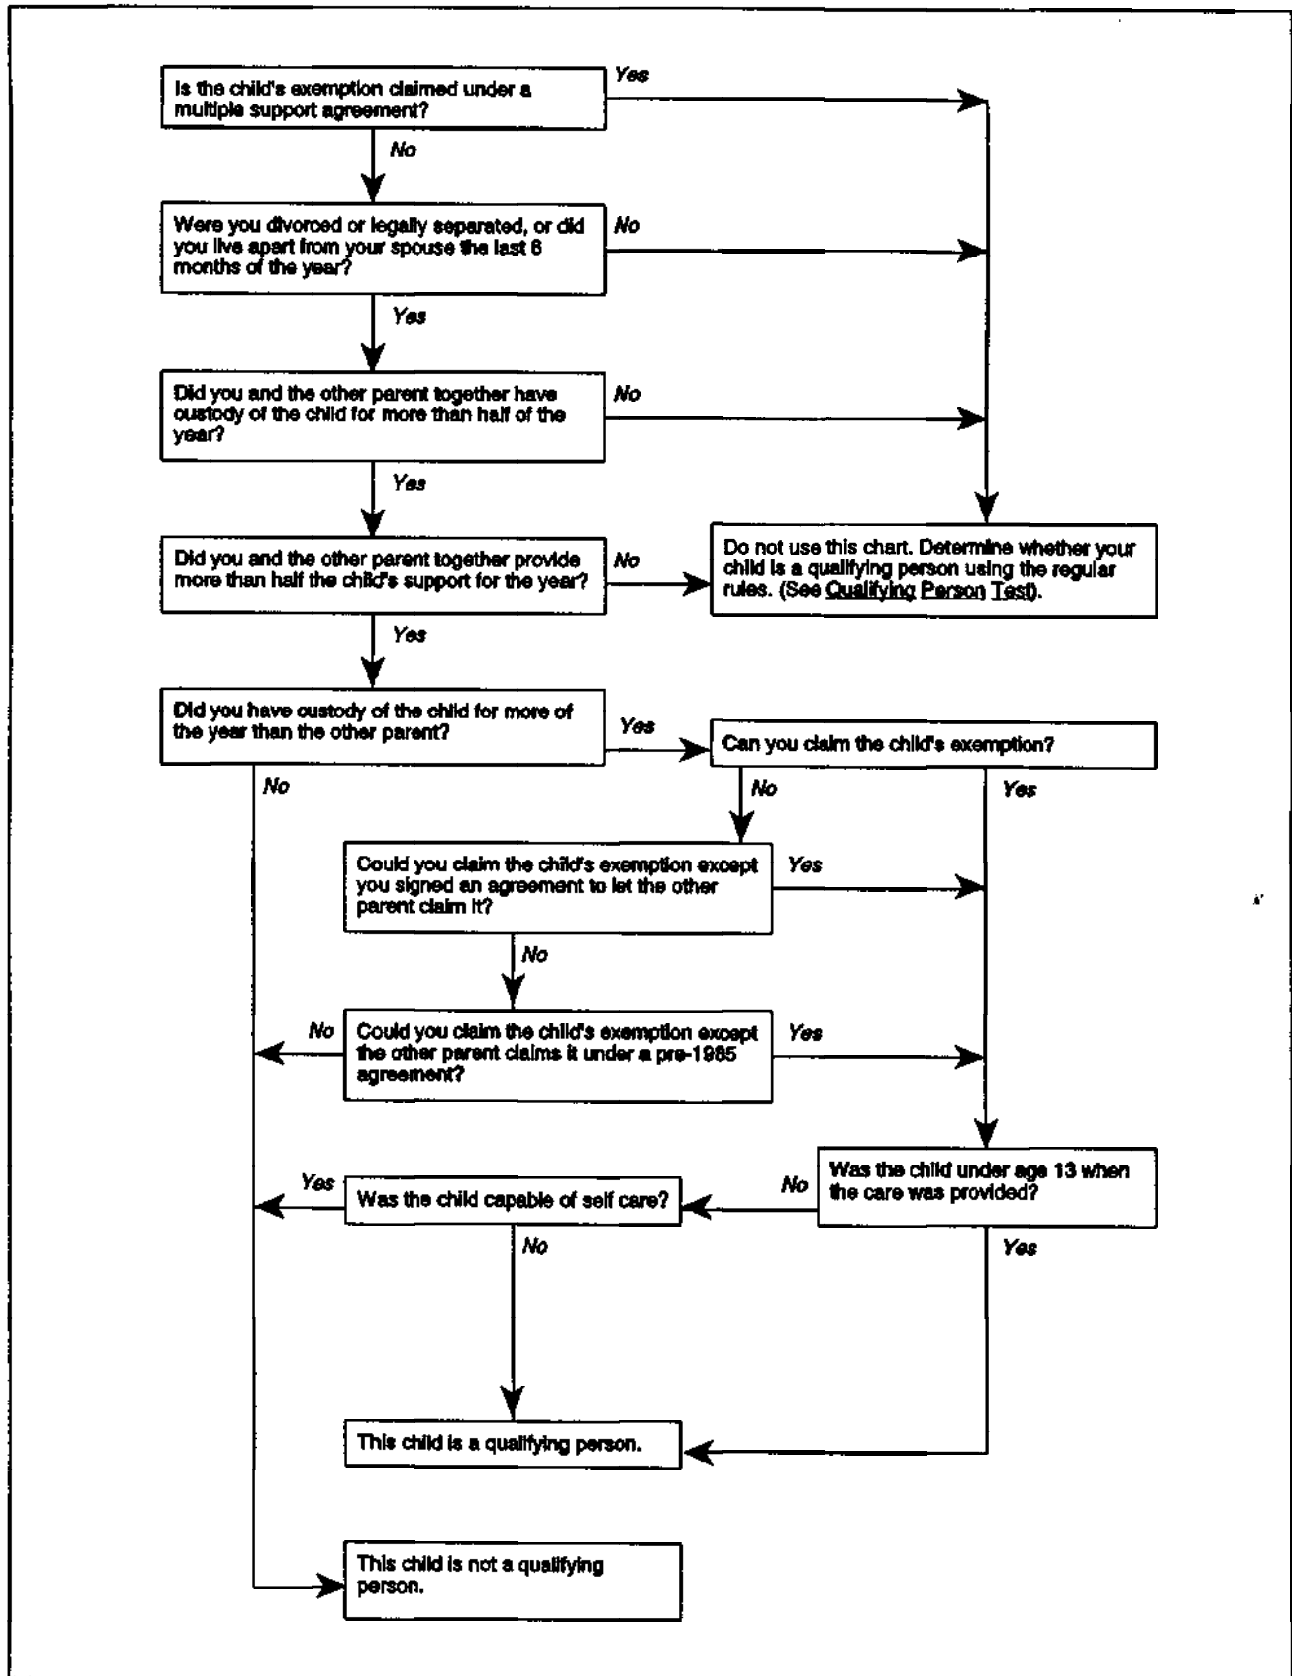 Is the child's exemption claimed under a
multiple support agreement?
Yes
No
Were you divorced or legally separated, or did
you live apart from your spouse the last 6
months of the year?
No
Yes
Did you and the other parent together have
custody of the child for more than half of the
year?
No
Yes
Did you and the other parent together provide
more than half the child's support for the year?
No
Do not use this chart. Determine whether your
child is a qualifying person using the regular
rules. (See Qualifying Person Test).
Yes
Did you have custody of the child for more of
the year than the other parent?
Yes
Can you claim the child's exemption?
No
No
Yes
Could you claim the child's exemption except
you signed an agreement to let the other
parent claim it?
Yes
No
No
Could you claim the child's exemption except
the other parent claims it under a pre-1985
agreement?
Yes
Was the child under age 13 when
the care was provided?
No
Was the child capable of self care?
Yes
No
Yes
This child is a qualifying person.
This child is not a qualifying
person.